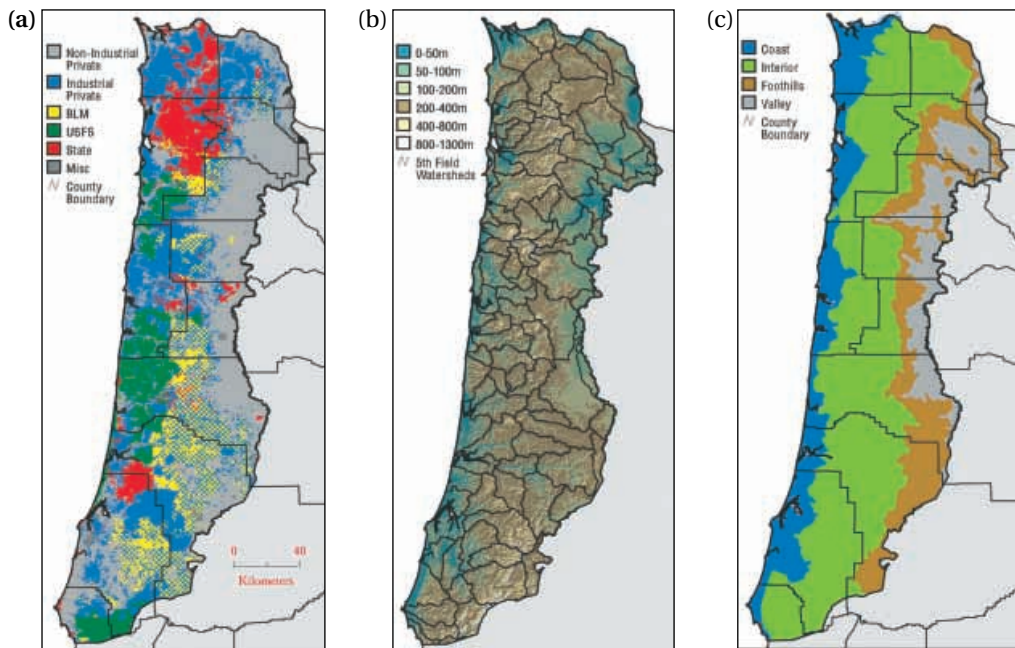 (a)
Non-Industrial
Private
Industrial
Private
BLM
USFS
State
Misc
County
Boundary
0 40
Kilometers
(b)
0-50m
50-100m
100-200m
200-400m
400-800m
800-1300m
5th Field
Watersheds
(c)
Coast
Interior
Foothills
Valley
County
Boundary